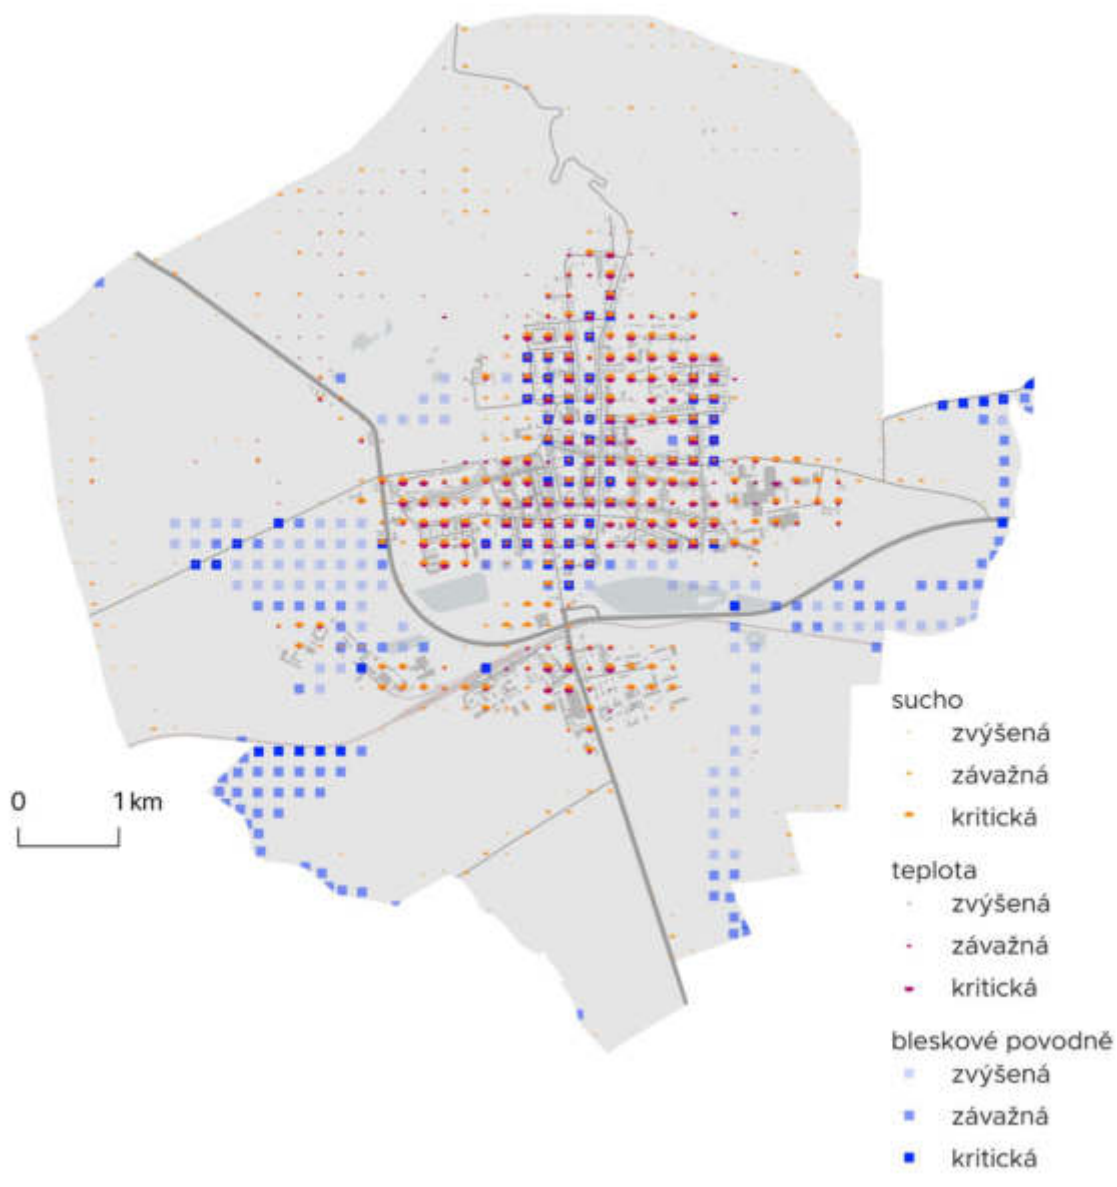 sucho
zvýšená
závažná
kritická
0 1 km
teplota
zvýšená
závažná
kritická
bleskové povodně
zvýšená
závažná
kritická